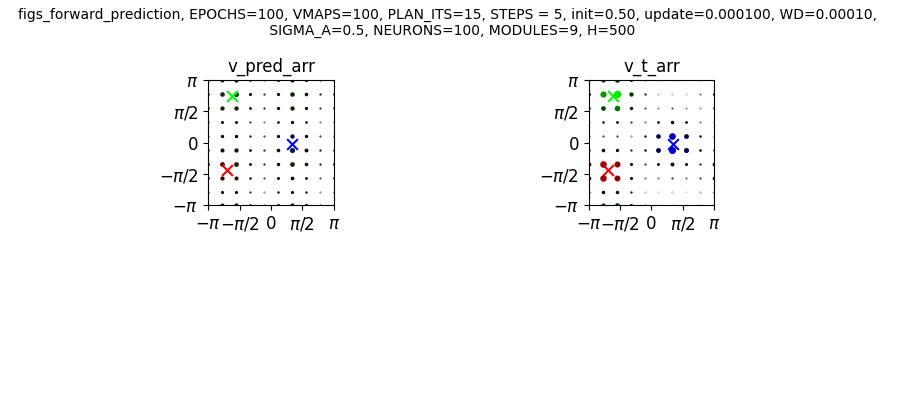 figs_forward_prediction, EPOCHS=100, VMAPS=100, PLAN_ITS=15, STEPS = 5, init=0.50, update=0.000100, WD=0.00010,
SIGMA_A=0.5, NEURONS=100, MODULES=9, H=500
v_pred_arr
π
π/2
0
−π/2
−π
−π −π/2 0 π/2 π
v_t_arr
π
π/2
0
−π/2
−π
−π −π/2 0 π/2 π